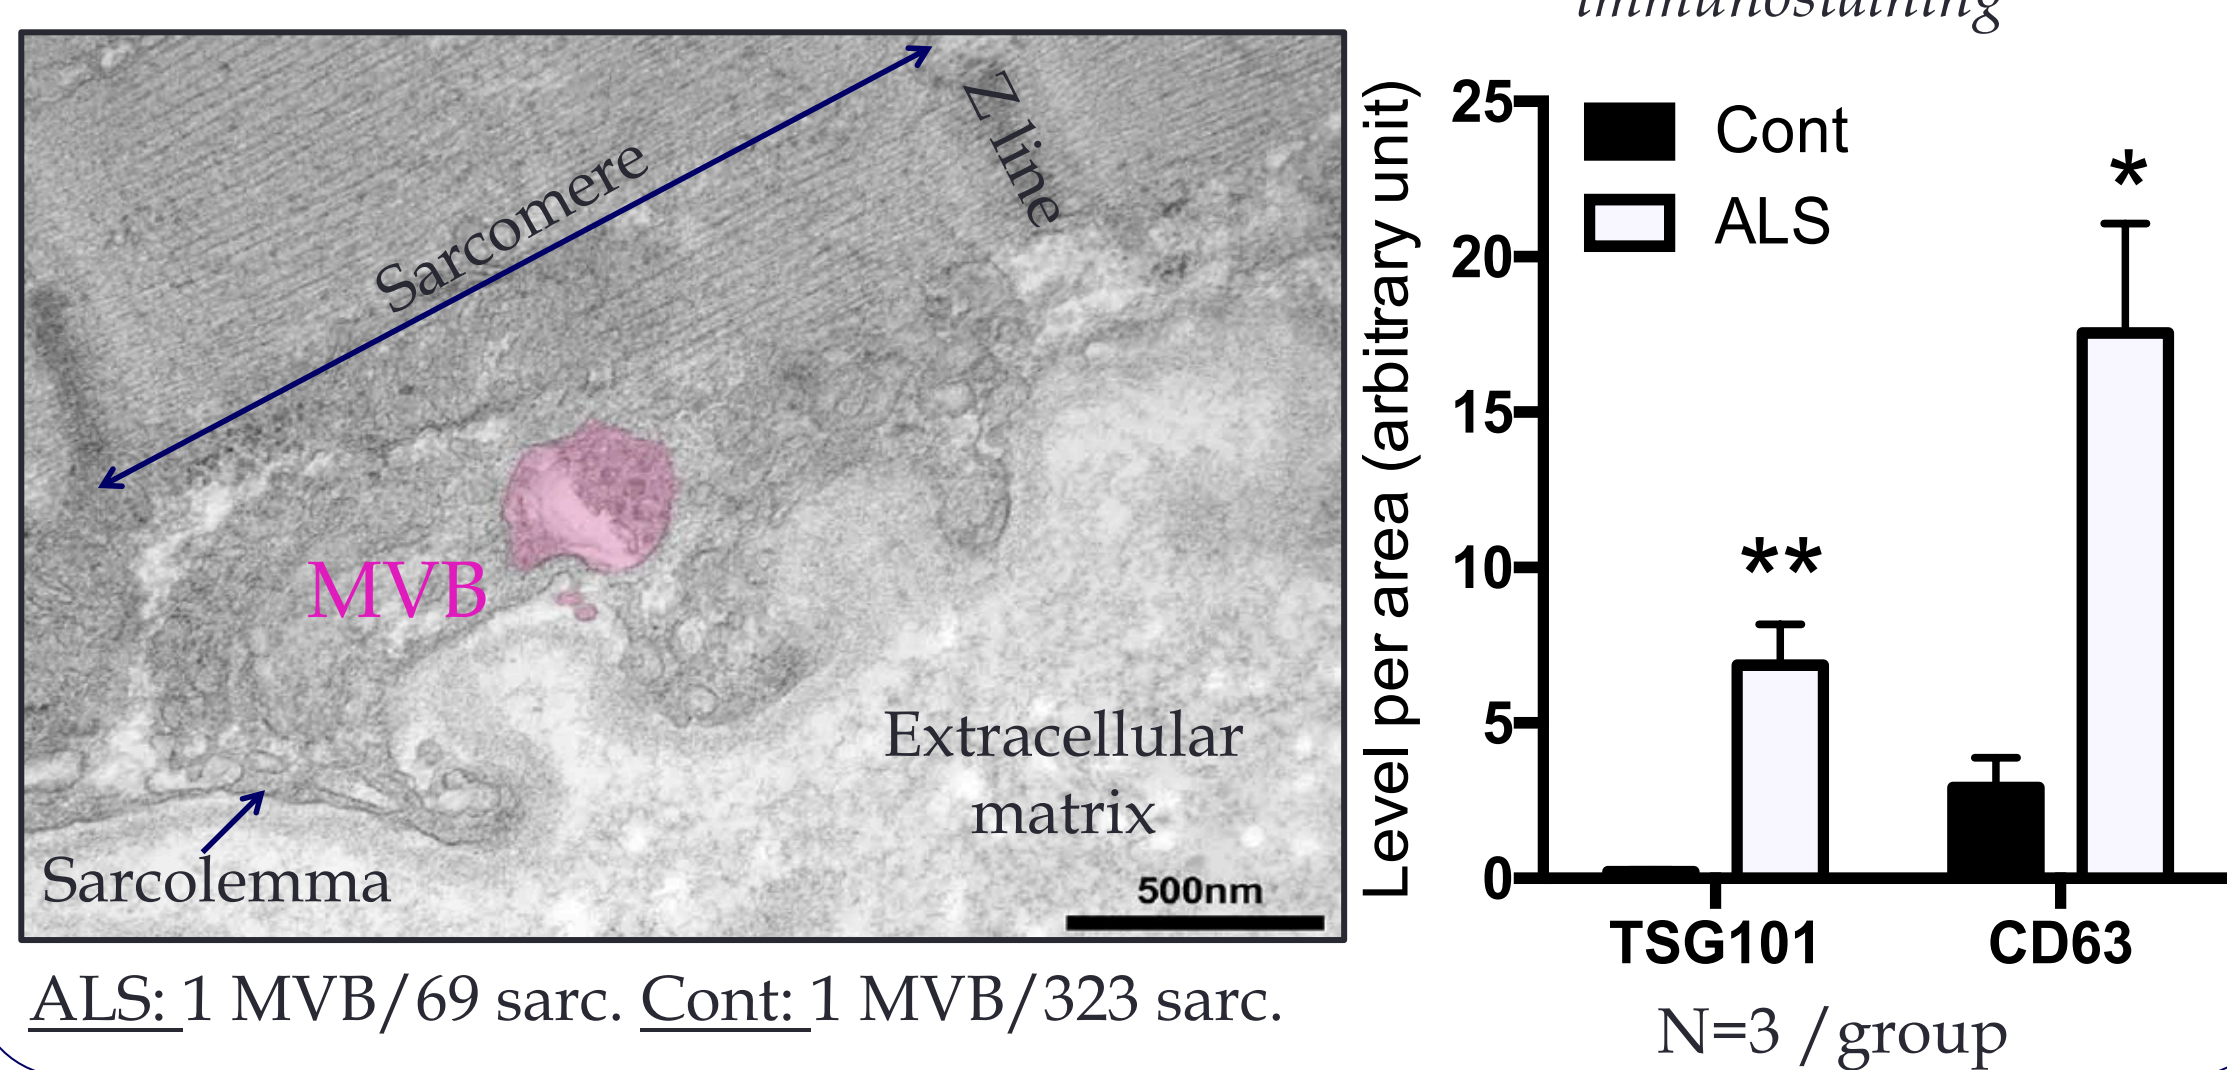 immunostaining
Sarcomere
Z line
MVB
Extracellular
matrix
Sarcolemma
500nm
ALS: 1 MVB/69 sarc. Cont: 1 MVB/323 sarc.
Level per area (arbitrary unit)
25
20
15
10
5
0
Cont
ALS
**
*
TSG101
CD63
N=3 /group